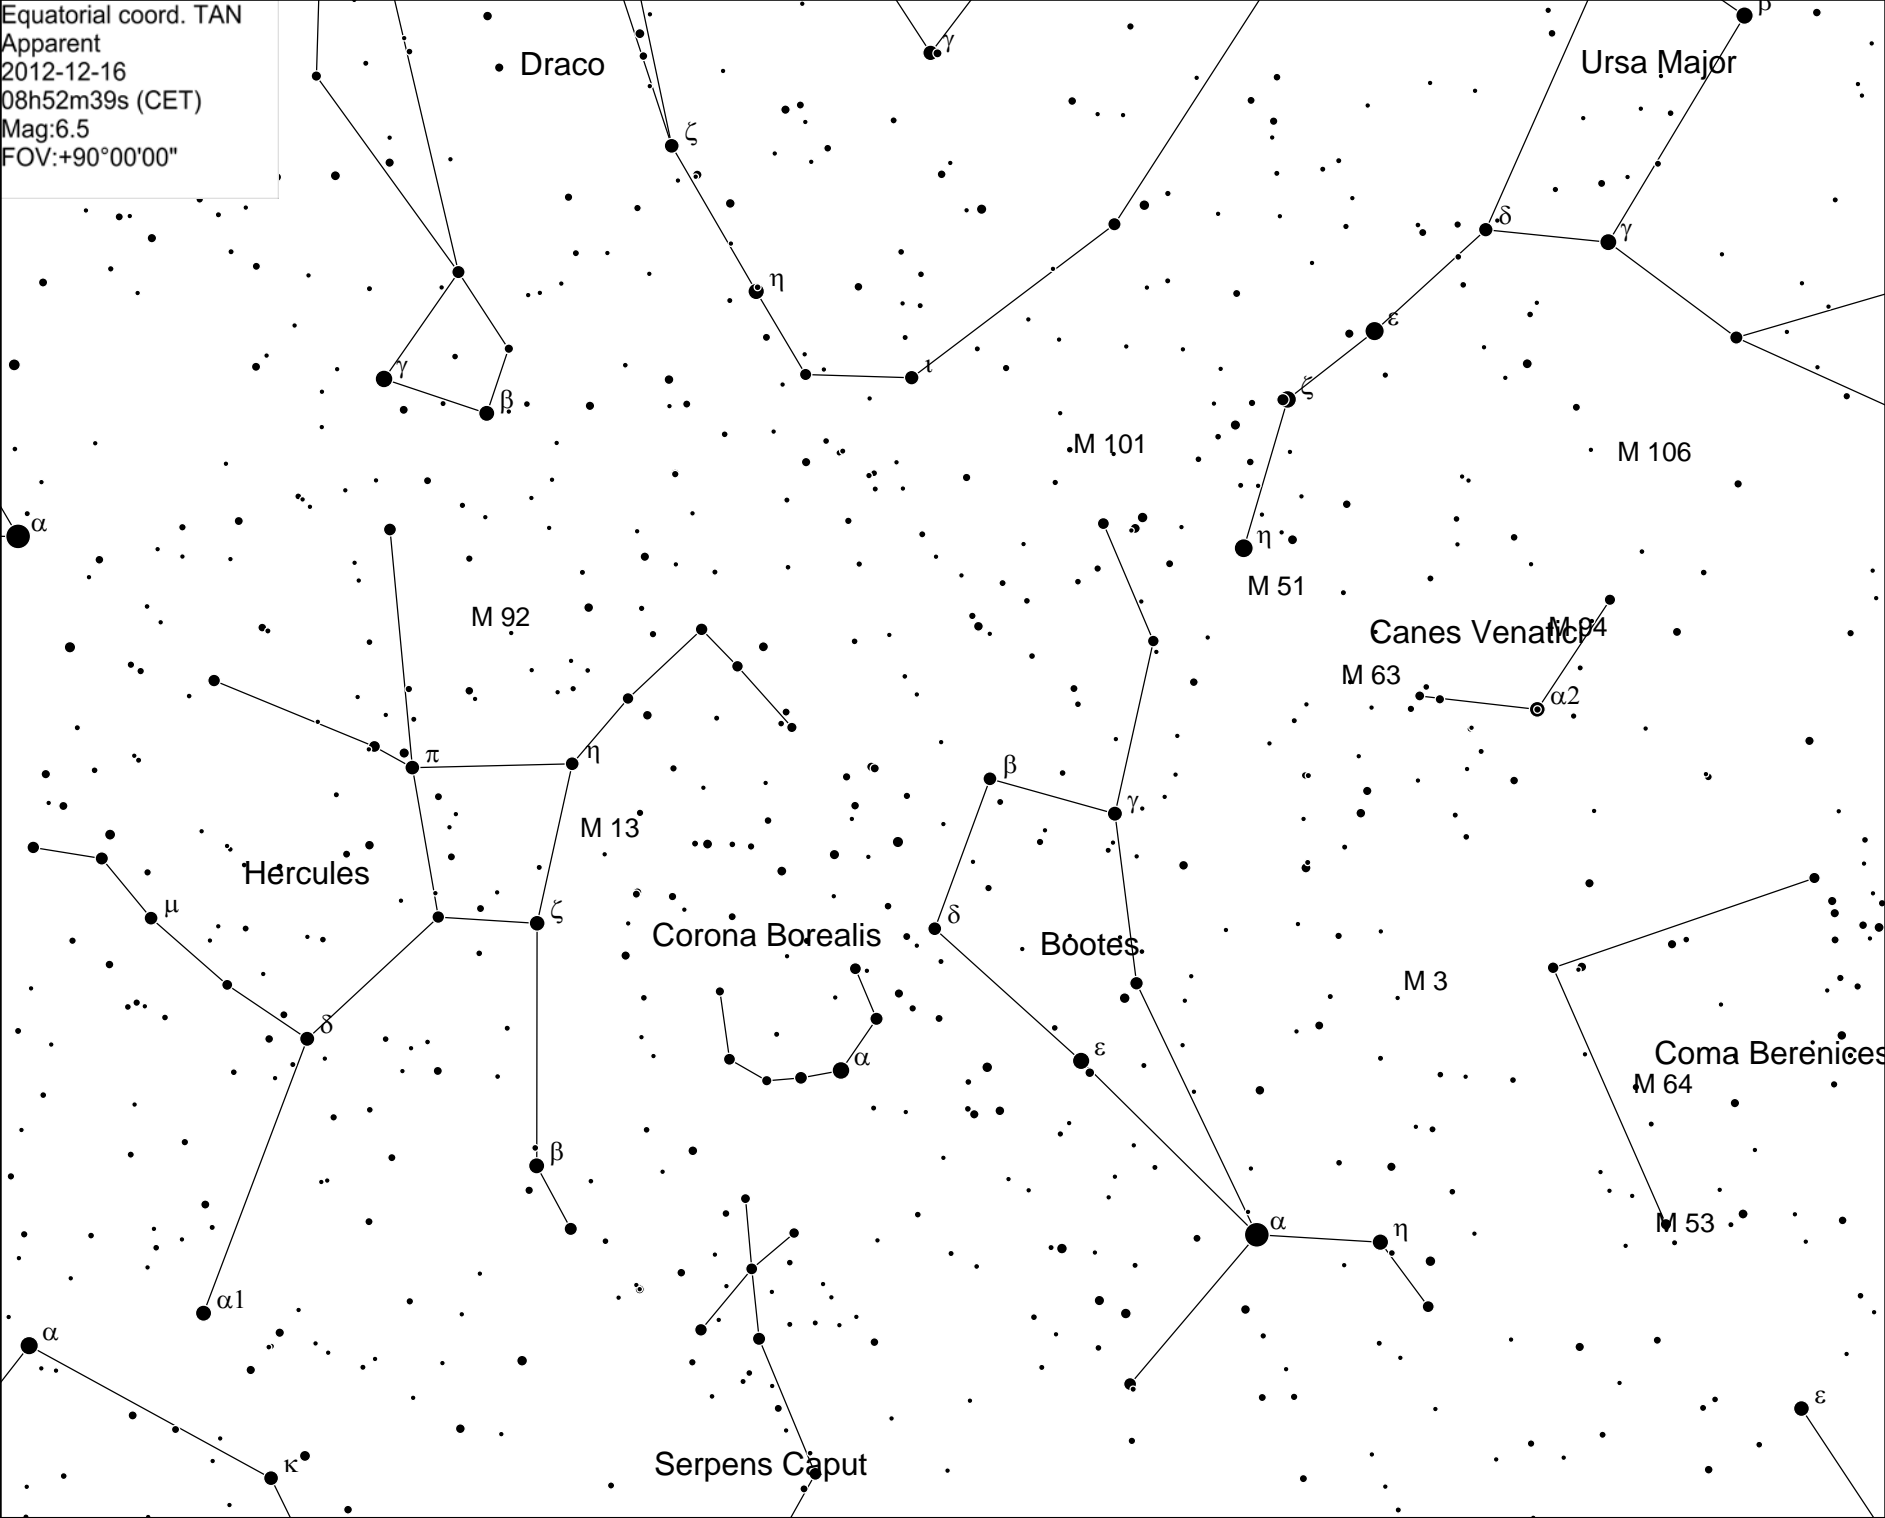 Equatorial coord. TAN
Apparent
2012-12-16
08h52m39s (CET)
Mag:6.5
FOV:+90°00'00"
β
γ
Draco
Ursa Major
ζ
δ
γ
η
ε
γ
ι
ζ
β
M 101
M 106
α
η
M 51
M 92
Canes Venatici
M 94
M 63
α2
π
η
β
γ
M 13
Hercules
μ
ζ
δ
Corona Borealis
Bootes
M 3
δ
ε
α
Coma Berenices
M 64
β
α
η
M 53
α1
α
ε
κ
Serpens Caput